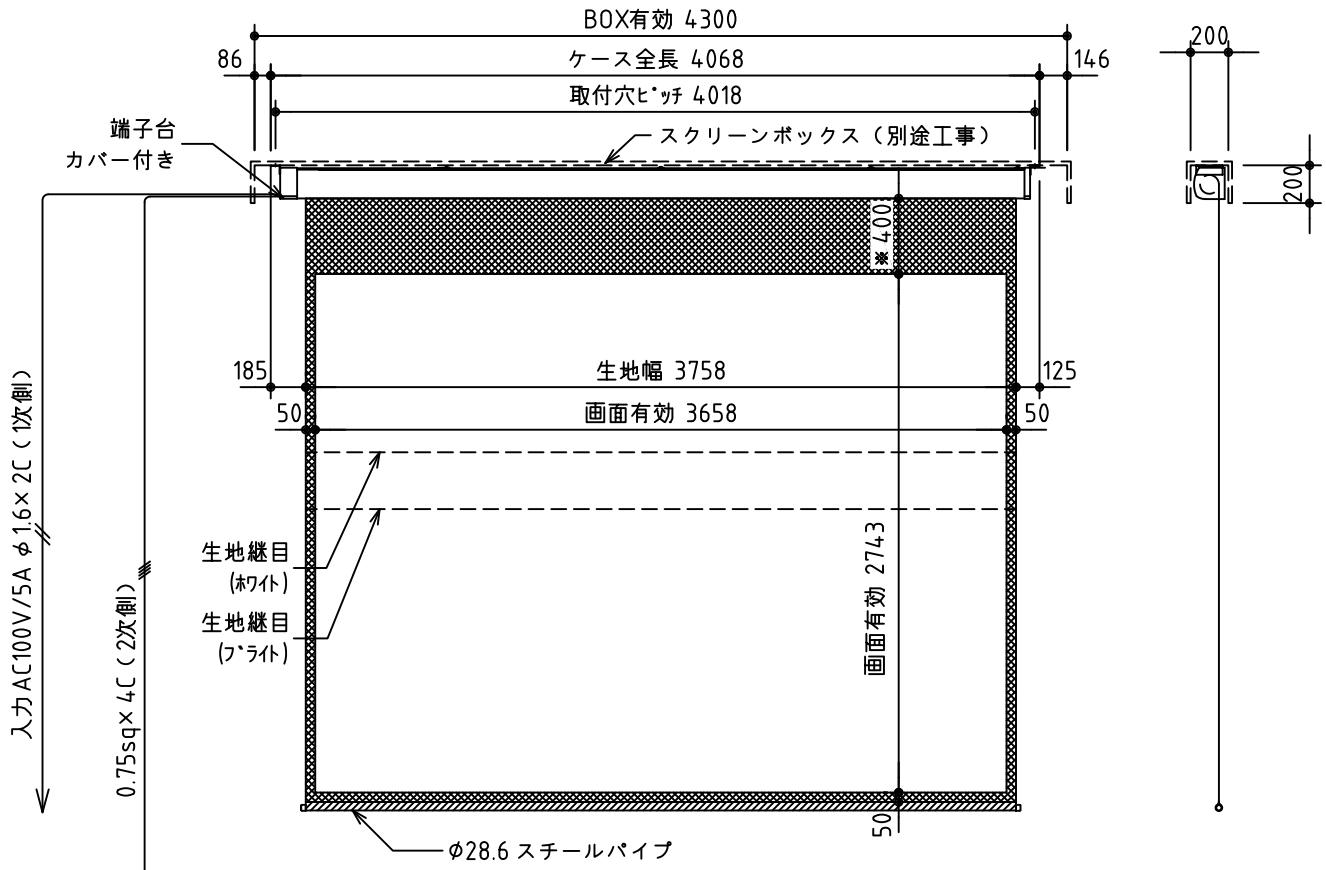 BOX有効 4300
200
86
ケース全長 4068
146
取付穴ﾋﾟｯﾁ 4018
端子台
カバー付き
スクリーンボックス（別途工事）
200
※ 400
185
生地幅 3758
125
50
画面有効 3658
50
入力AC100V/5A φ1.6×2C（1次側）
0.75sq×4C（2次側）
生地継目
(ﾎﾜｲﾄ)
生地継目
(ﾌﾞﾗｲﾄ)
画面有効 2743
50
φ28.6 スチールパイプ